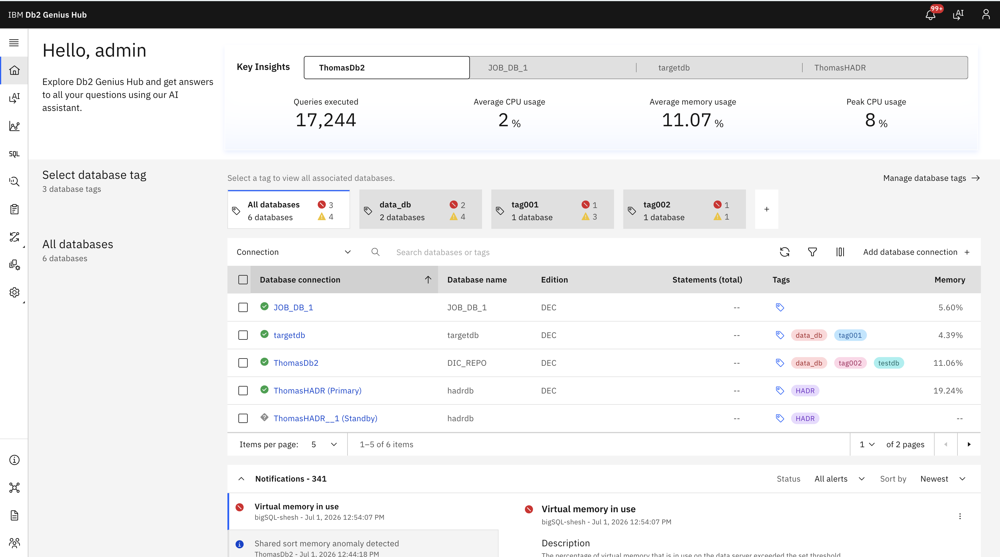 IBM Db2 Genius Hub
99+
AI
Hello, admin
Explore Db2 Genius Hub and get answers
to all your questions using our AI
assistant.
Key Insights
ThomasDb2
JOB_DB_1
targetdb
ThomasHADR
Queries executed
17,244
Average CPU usage
2 %
Average memory usage
11.07 %
Peak CPU usage
8 %
AI
SQL
Select database tag
3 database tags
Select a tag to view all associated databases.
Manage database tags
All databases
6 databases
3
4
data_db
2 databases
2
4
tag001
1 database
1
3
tag002
1 database
1
1
+
All databases
6 databases
Connection
Search databases or tags
Add database connection +
Database connection Database name Edition Statements (total) Tags Memory
JOB_DB_1 JOB_DB_1 DEC -- 5.60%
targetdb targetdb DEC -- data_db tag001 4.39%
ThomasDb2 DIC_REPO DEC -- data_db tag002 testdb 11.06%
ThomasHADR (Primary) hadrdb DEC -- HADR 19.24%
ThomasHADR__1 (Standby) hadrdb -- HADR --
Items per page: 5 1–5 of 6 items 1 of 2 pages
Notifications - 341
Status All alerts Sort by Newest
Virtual memory in use
bigSQL-shesh - Jul 1, 2026 12:54:07 PM
Shared sort memory anomaly detected
ThomasDb2 - Jul 1, 2026 12:44:18 PM
Virtual memory in use
bigSQL-shesh - Jul 1, 2026 12:54:07 PM
Description
The percentage of virtual memory that is in use on the data server exceeded the set threshold